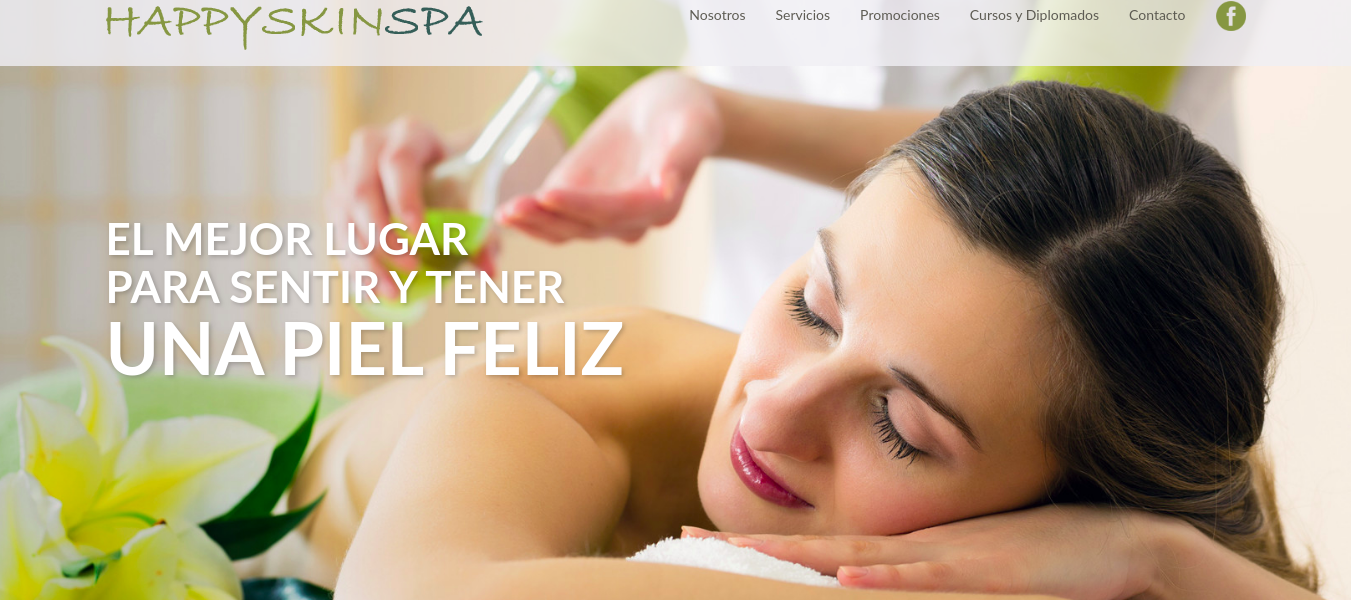 HAPPYSKINSPA
Nosotros Servicios Promociones Cursos y Diplomados Contacto f
EL MEJOR LUGAR
PARA SENTIR Y TENER
UNA PIEL FELIZ